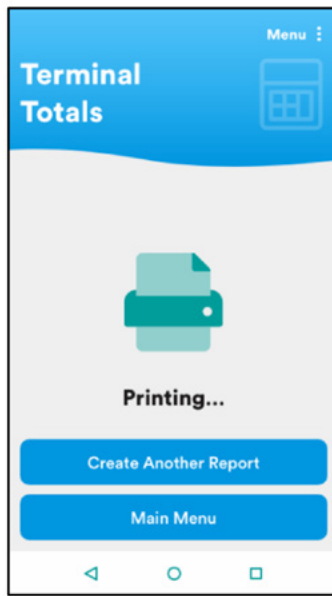 Menu
Terminal
Totals
Printing...
Create Another Report
Main Menu